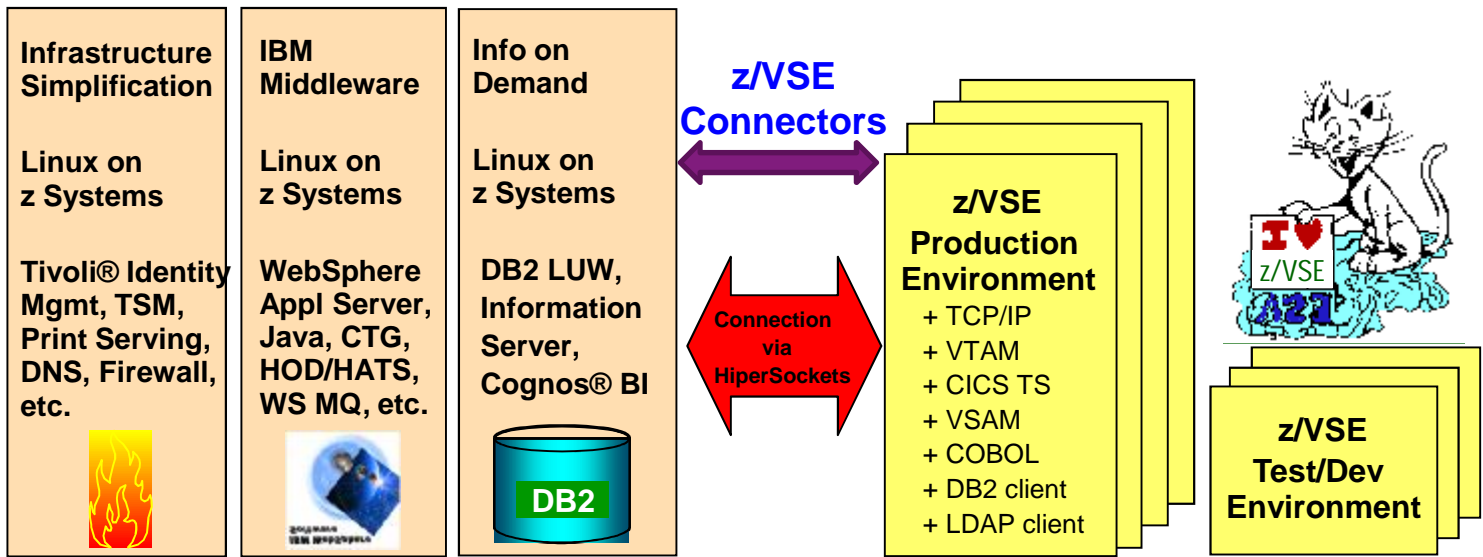 Infrastructure
Simplification
Linux on
z Systems
Tivoli® Identity
Mgmt, TSM,
Print Serving,
DNS, Firewall,
etc.
IBM
Middleware
Linux on
z Systems
WebSphere
Appl Server,
Java, CTG,
HOD/HATS,
WS MQ, etc.
IBM WebSphere
Software
Info on
Demand
Linux on
z Systems
DB2 LUW,
Information
Server,
Cognos® BI
DB2
z/VSE
Connectors
Connection
via
HiperSockets
z/VSE
Production
Environment
+ TCP/IP
+ VTAM
+ CICS TS
+ VSAM
+ COBOL
+ DB2 client
+ LDAP client
I ♥
z/VSE
z/VSE
Test/Dev
Environment